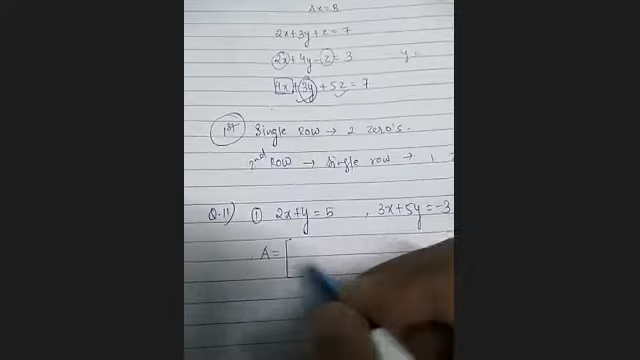 Ax=B
2x+3y+z=7
2x+4y-z=3 y=
4x+3y+5z=7
1st Single Row → 2 zero's.
2nd Row → single row → 1
Q.11) ① 2x+y=5 , 3x+5y=-3
A=[